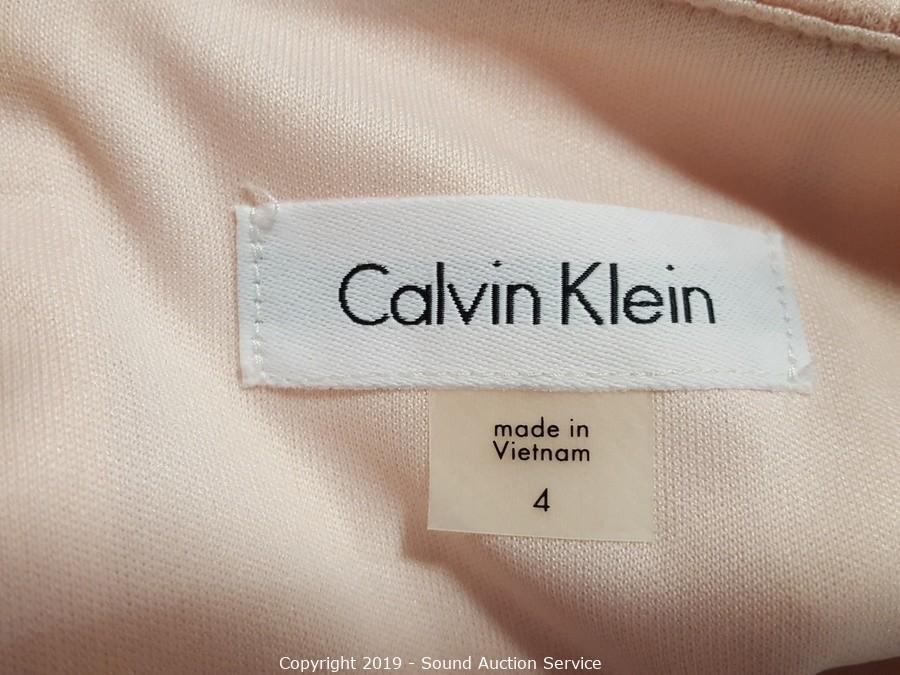 Calvin Klein
made in
Vietnam
4
Copyright 2019 - Sound Auction Service